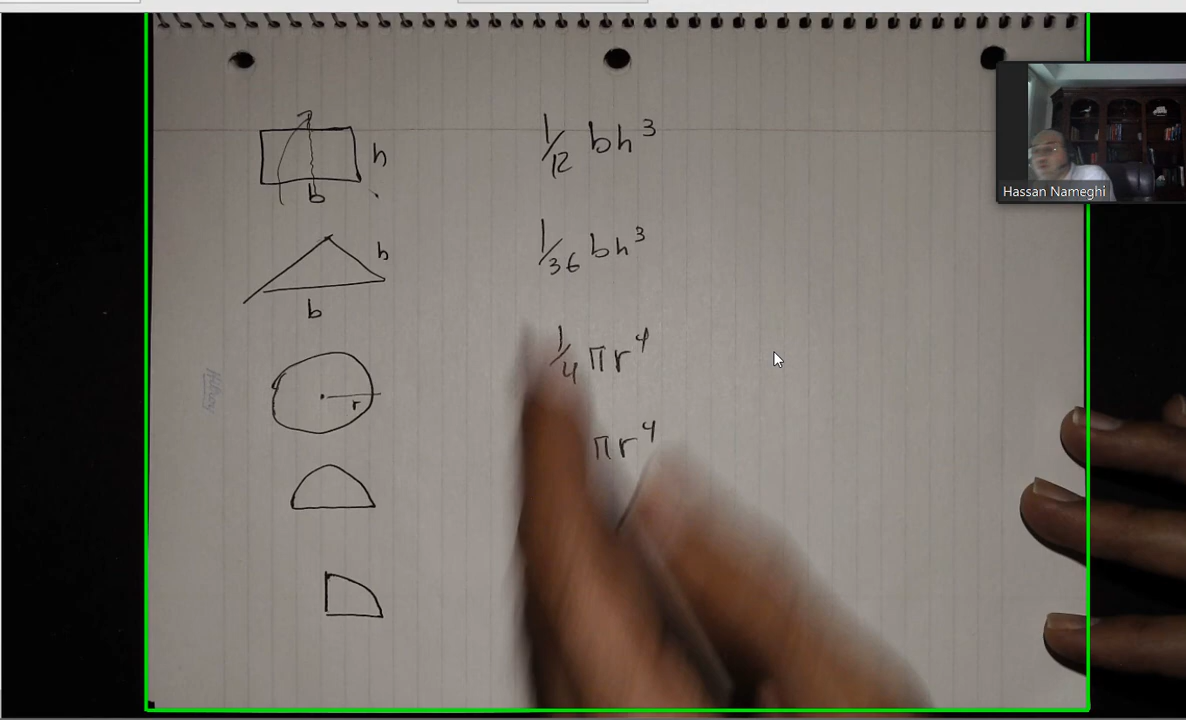 h
1/12 bh³
b
h
1/36 bh³
b
1/4 πr⁴
r
πr⁴
Hassan Nameghi